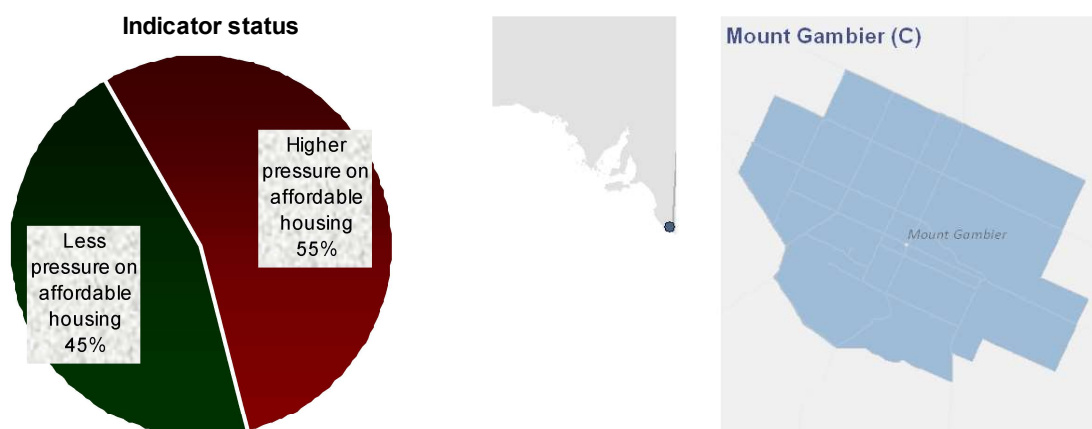 Indicator status
Higher
pressure on
affordable
housing
55%
Less
pressure on
affordable
housing
45%
Mount Gambier (C)
Mount Gambier